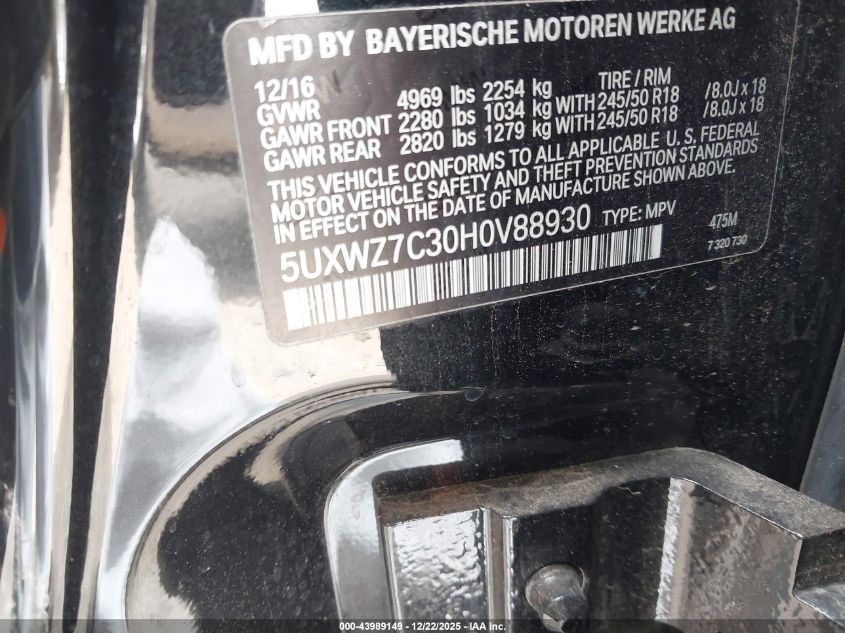 MFD BY BAYERISCHE MOTOREN WERKE AG
12/16 TIRE / RIM
GVWR 4969 lbs 2254 kg
GAWR FRONT 2280 lbs 1034 kg WITH 245/50 R18 /8.0J x 18
GAWR REAR 2820 lbs 1279 kg WITH 245/50 R18 /8.0J x 18
THIS VEHICLE CONFORMS TO ALL APPLICABLE U.S. FEDERAL
MOTOR VEHICLE SAFETY AND THEFT PREVENTION STANDARDS
IN EFFECT ON THE DATE OF MANUFACTURE SHOWN ABOVE.
5UXWZ7C30H0V88930 TYPE: MPV 475M
7 320 730
000-43989149 - 12/22/2025 - IAA Inc.